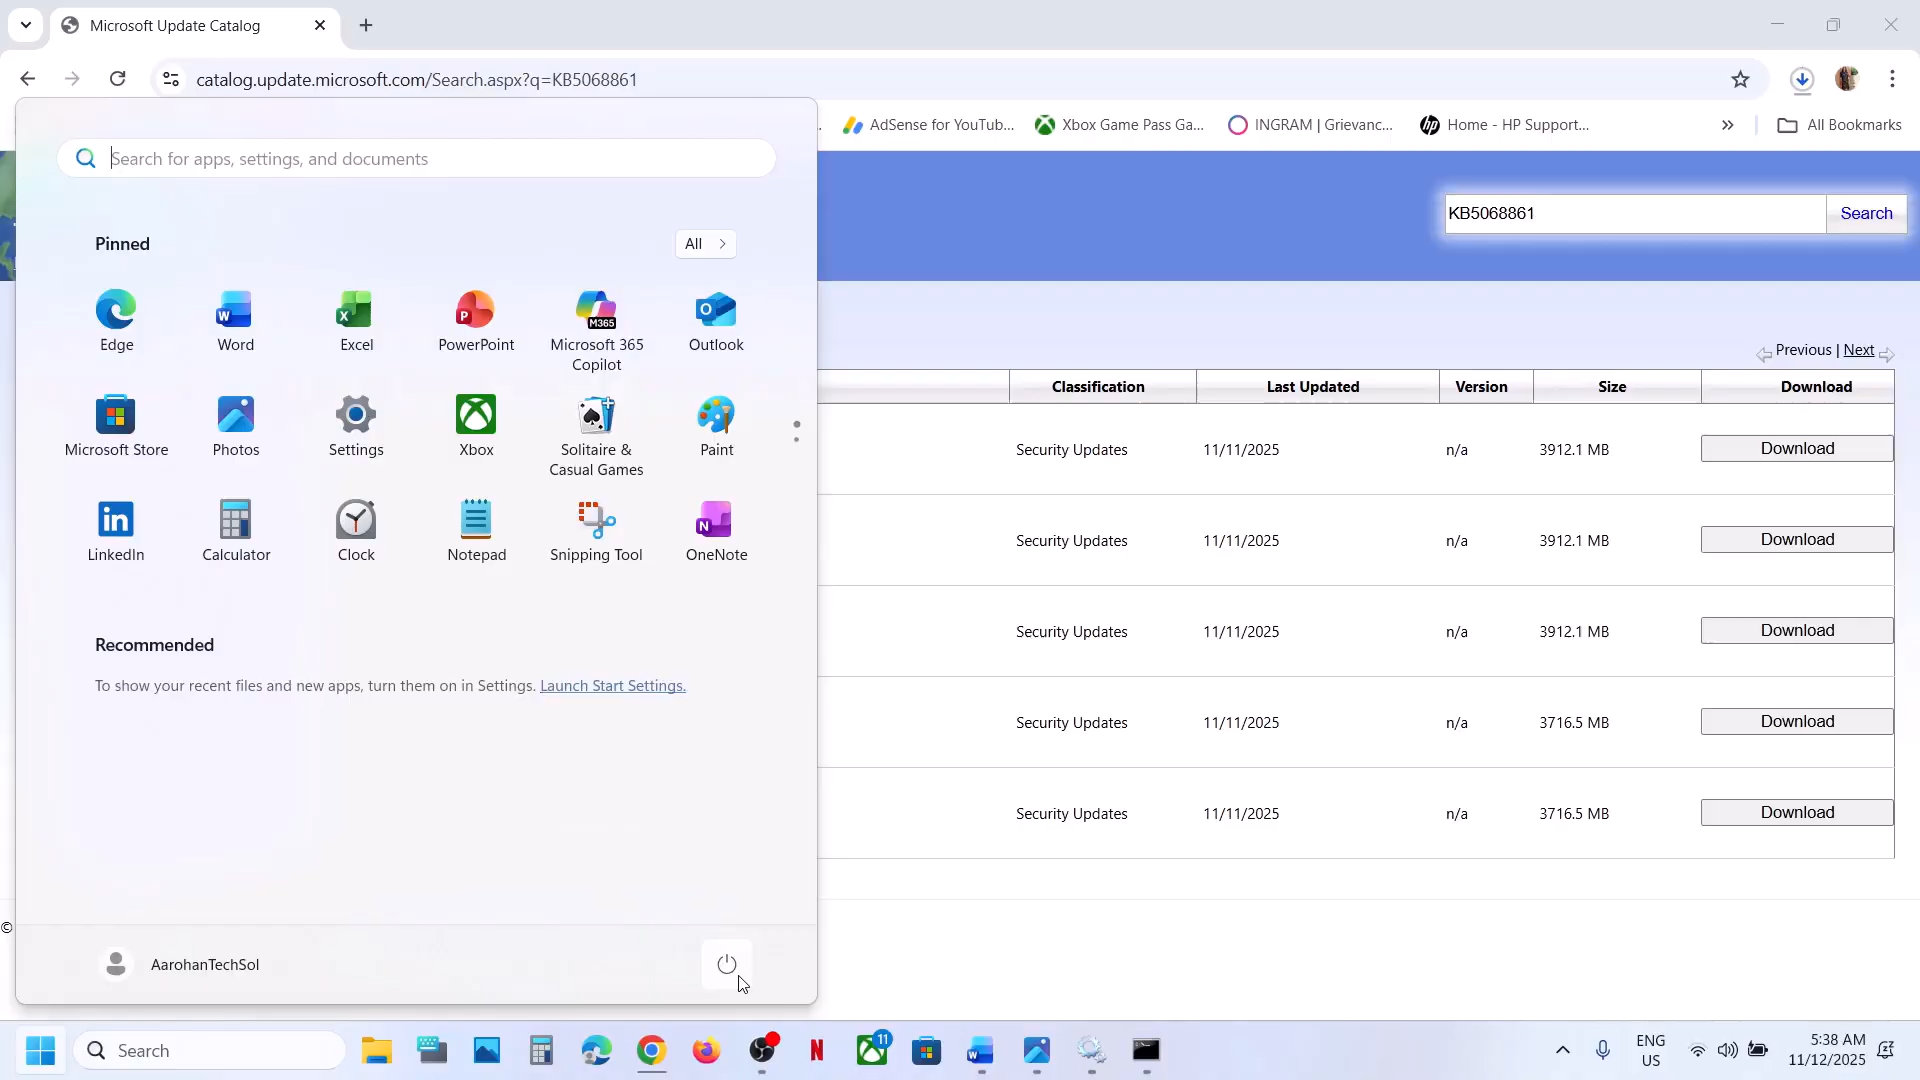 Microsoft Update Catalog
catalog.update.microsoft.com/Search.aspx?q=KB5068861
AdSense for YouTub...
Xbox Game Pass Ga...
INGRAM | Grievanc...
Home - HP Support...
All Bookmarks
Search for apps, settings, and documents
KB5068861
Search
Pinned
All
Edge
Word
Excel
PowerPoint
Microsoft 365
Copilot
Outlook
Microsoft Store
Photos
Settings
Xbox
Solitaire &
Casual Games
Paint
LinkedIn
Calculator
Clock
Notepad
Snipping Tool
OneNote
Recommended
To show your recent files and new apps, turn them on in Settings. Launch Start Settings.
AarohanTechSol
Previous | Next
Classification Last Updated Version Size Download
Security Updates 11/11/2025 n/a 3912.1 MB Download
Security Updates 11/11/2025 n/a 3912.1 MB Download
Security Updates 11/11/2025 n/a 3912.1 MB Download
Security Updates 11/11/2025 n/a 3716.5 MB Download
Security Updates 11/11/2025 n/a 3716.5 MB Download
©
Search
11
ENG
US
5:38 AM
11/12/2025